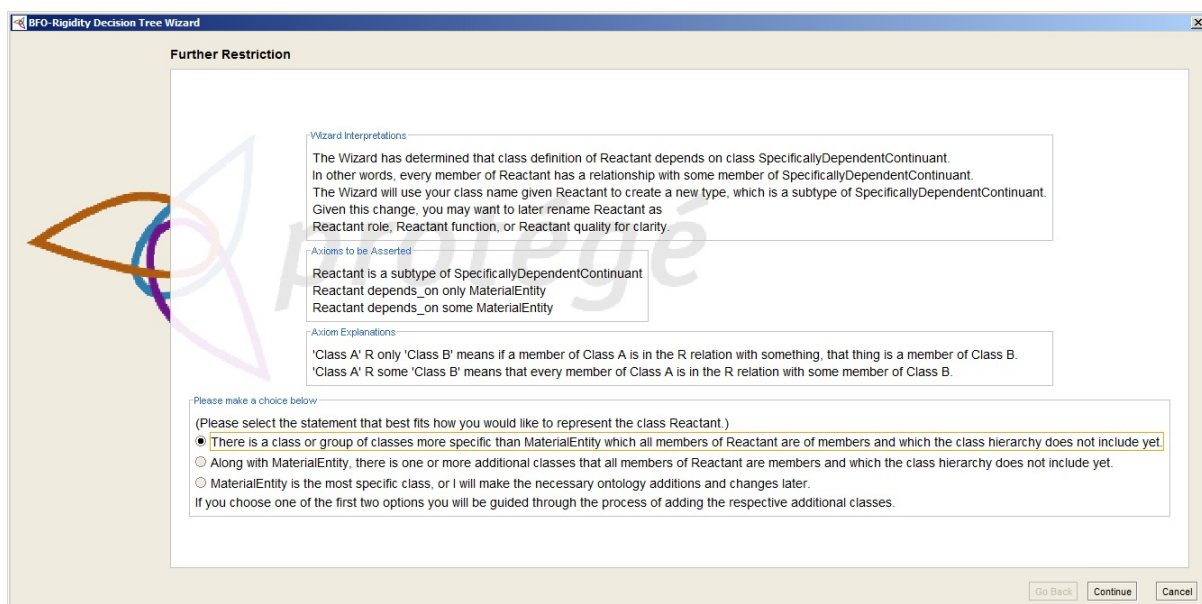 BFO-Rigidity Decision Tree Wizard
Further Restriction
Wizard Interpretations
The Wizard has determined that class definition of Reactant depends on class SpecificallyDependentContinuant.
In other words, every member of Reactant has a relationship with some member of SpecificallyDependentContinuant.
The Wizard will use your class name given Reactant to create a new type, which is a subtype of SpecificallyDependentContinuant.
Given this change, you may want to later rename Reactant as
Reactant role, Reactant function, or Reactant quality for clarity.
protégé
Axioms to be Asserted
Reactant is a subtype of SpecificallyDependentContinuant
Reactant depends_on only MaterialEntity
Reactant depends_on some MaterialEntity
Axiom Explanations
'Class A' R only 'Class B' means if a member of Class A is in the R relation with something, that thing is a member of Class B.
'Class A' R some 'Class B' means that every member of Class A is in the R relation with some member of Class B.
Please make a choice below
(Please select the statement that best fits how you would like to represent the class Reactant.)
There is a class or group of classes more specific than MaterialEntity which all members of Reactant are of members and which the class hierarchy does not include yet.
Along with MaterialEntity, there is one or more additional classes that all members of Reactant are members and which the class hierarchy does not include yet.
MaterialEntity is the most specific class, or I will make the necessary ontology additions and changes later.
If you choose one of the first two options you will be guided through the process of adding the respective additional classes.
Go Back Continue Cancel